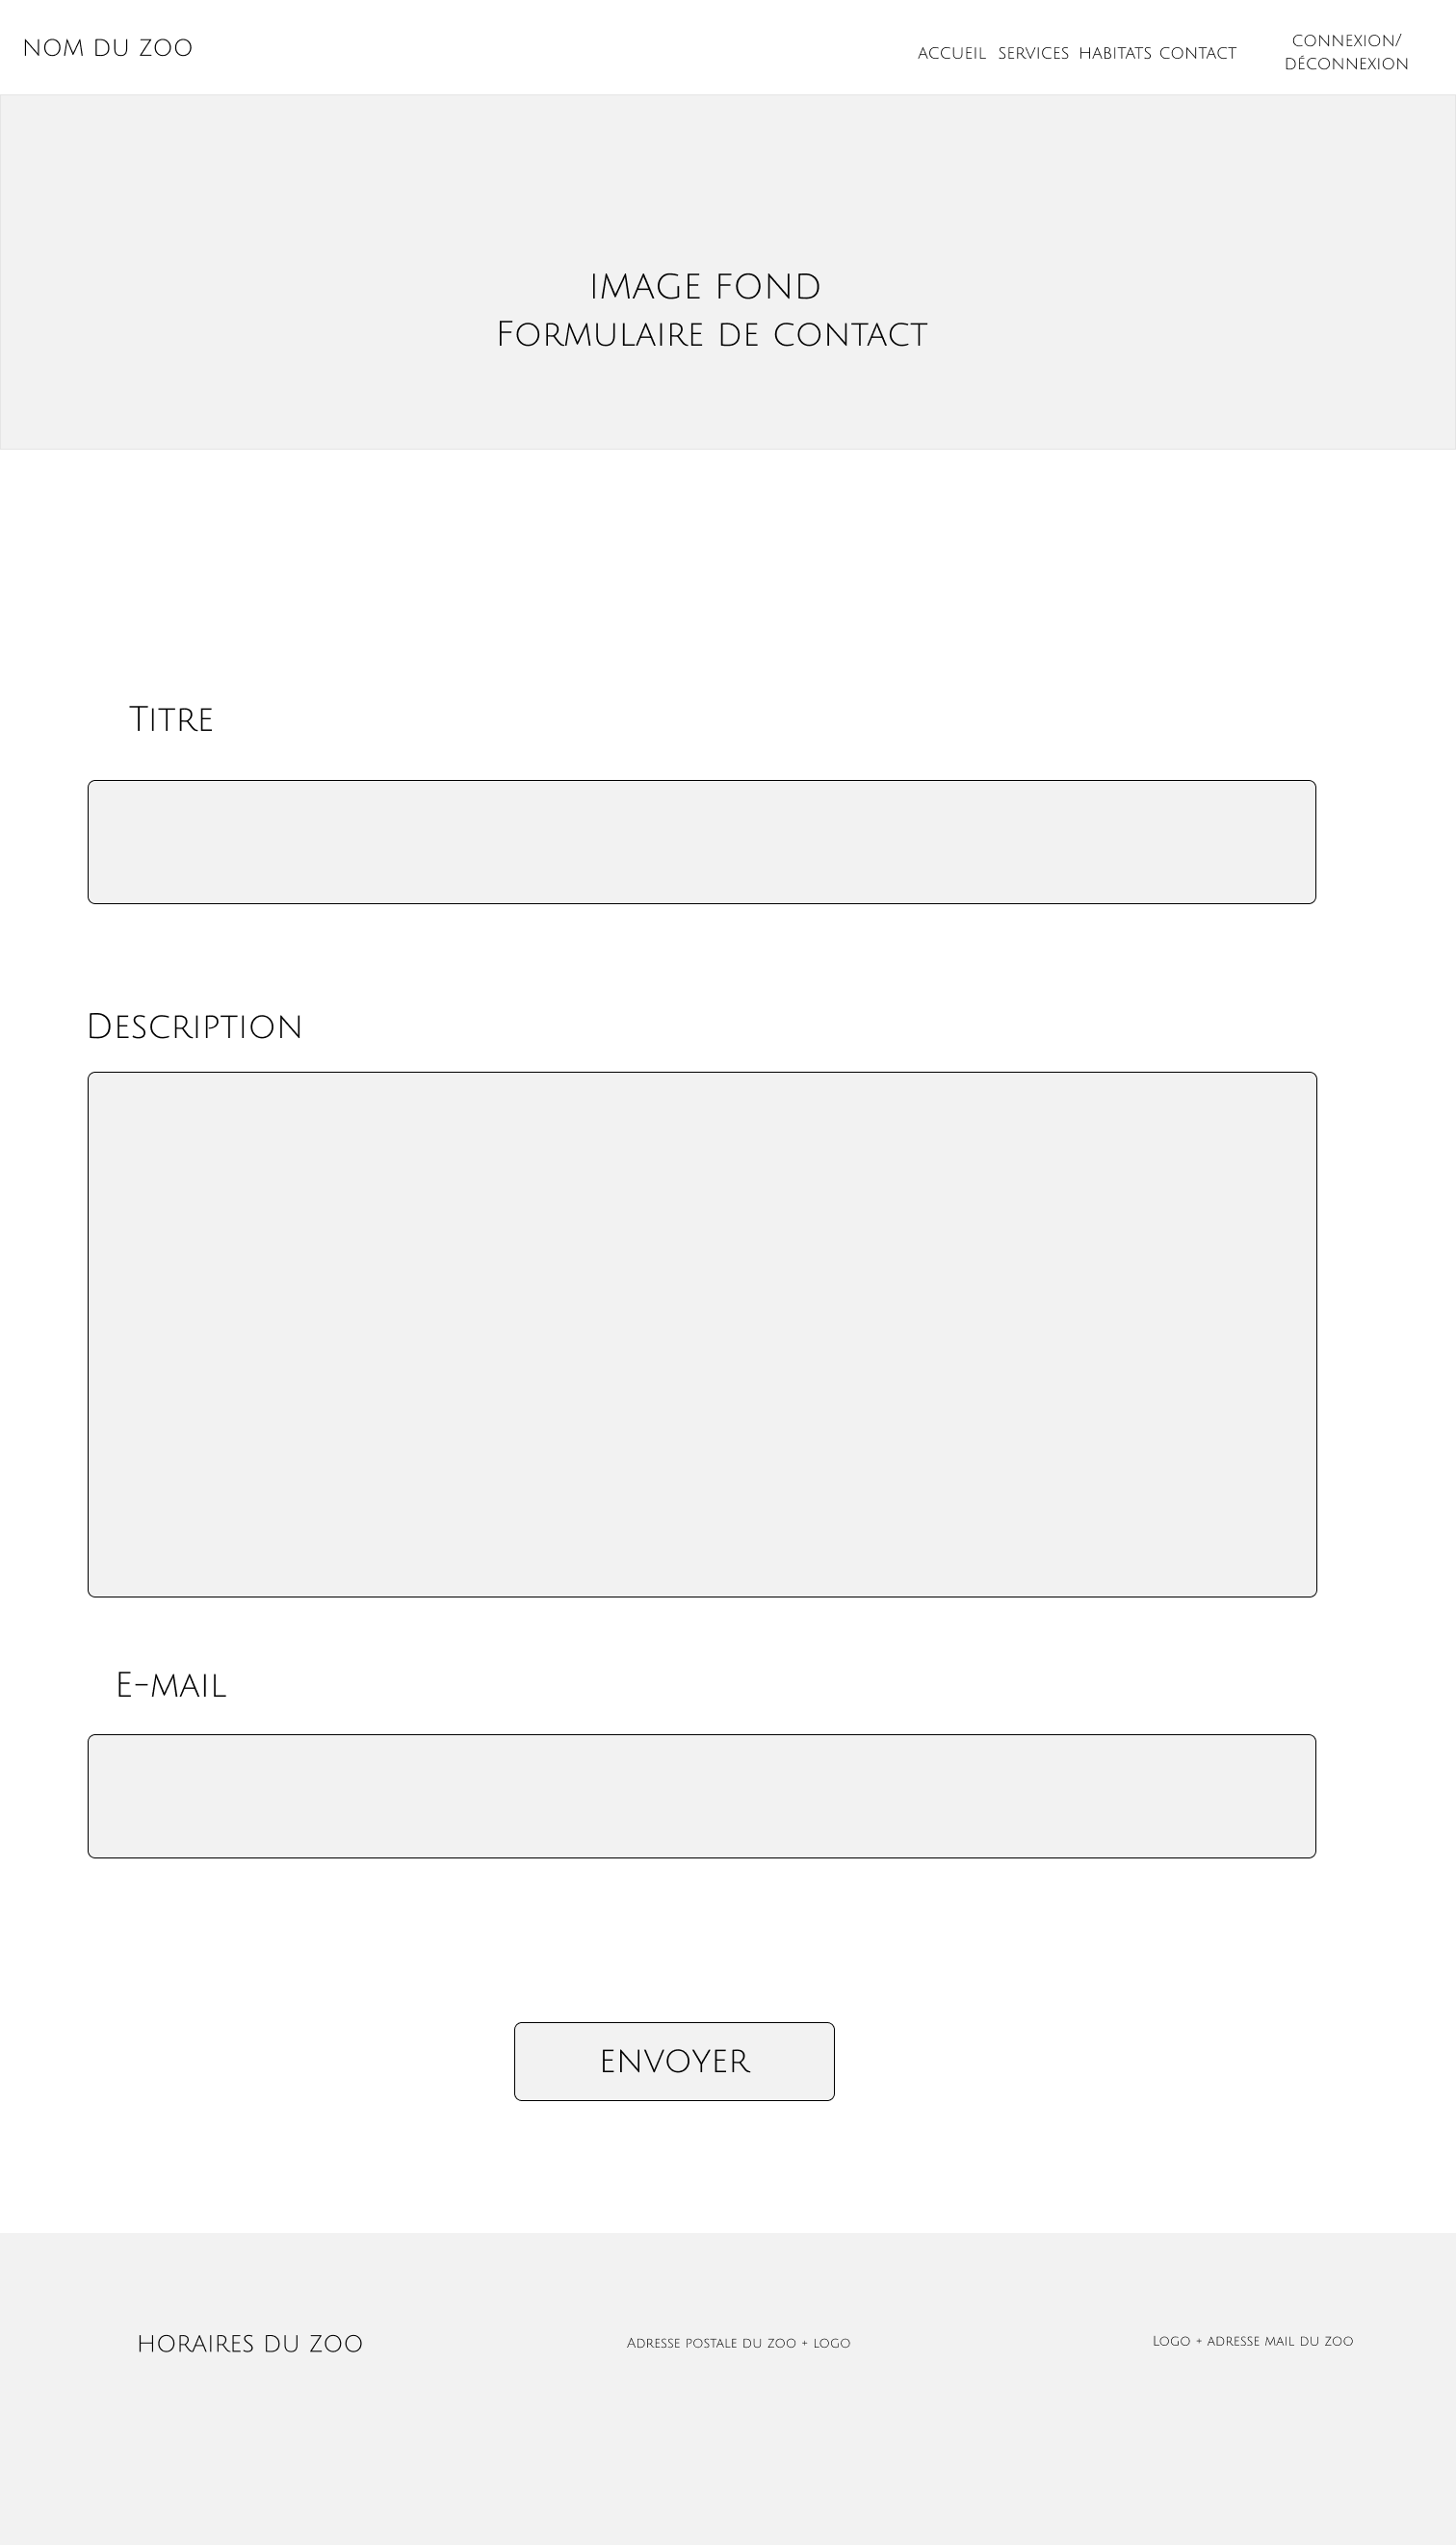 NOM DU ZOO
ACCUEIL SERVICES HABITATS CONTACT
CONNEXION/
DÉCONNEXION
IMAGE FOND
Formulaire de contact
Titre
Description
E-mail
ENVOYER
HORAIRES DU ZOO
Adresse postale du zoo + logo
Logo + adresse mail du zoo